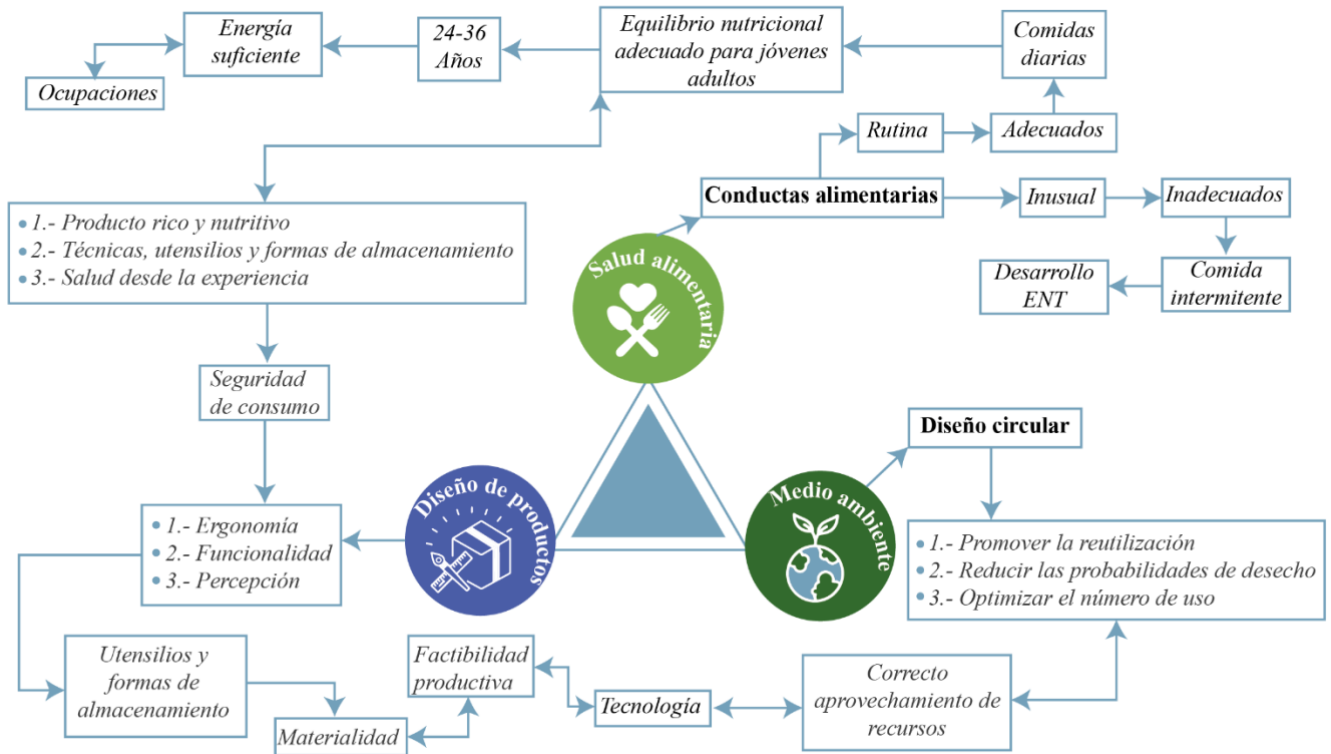 Energía
suficiente
24-36
Años
Equilibrio nutricional
adecuado para jóvenes
adultos
Comidas
diarias
Ocupaciones
Rutina
Adecuados
Conductas alimentarias
Inusual
Inadecuados
1.- Producto rico y nutritivo
2.- Técnicas, utensilios y formas de almacenamiento
3.- Salud desde la experiencia
Salud alimentaria
Desarrollo
ENT
Comida
intermitente
Seguridad
de consumo
Diseño circular
Diseño de productos
Medio ambiente
1.- Ergonomía
2.- Funcionalidad
3.- Percepción
1.- Promover la reutilización
2.- Reducir las probabilidades de desecho
3.- Optimizar el número de uso
Utensilios y
formas de
almacenamiento
Factibilidad
productiva
Materialidad
Tecnología
Correcto
aprovechamiento de
recursos